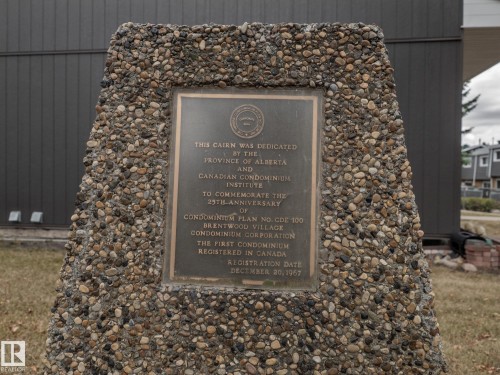 THIS CAIRN WAS DEDICATED
BY THE
PROVINCE OF ALBERTA
AND
CANADIAN CONDOMINIUM
INSTITUTE
TO COMMEMORATE THE
25TH ANNIVERSARY
OF
CONDOMINIUM PLAN NO. CDE 100
BRENTWOOD VILLAGE
CONDOMINIUM CORPORATION
THE FIRST CONDOMINIUM
REGISTERED IN CANADA
REGISTRATION DATE
DECEMBER 28, 1967
R
REALTOR